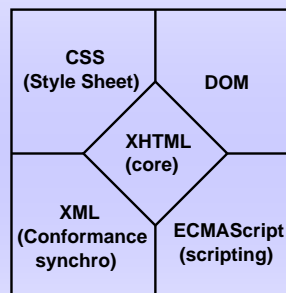 CSS
(Style Sheet)
DOM
XHTML
(core)
XML
(Conformance
synchro)
ECMAScript
(scripting)